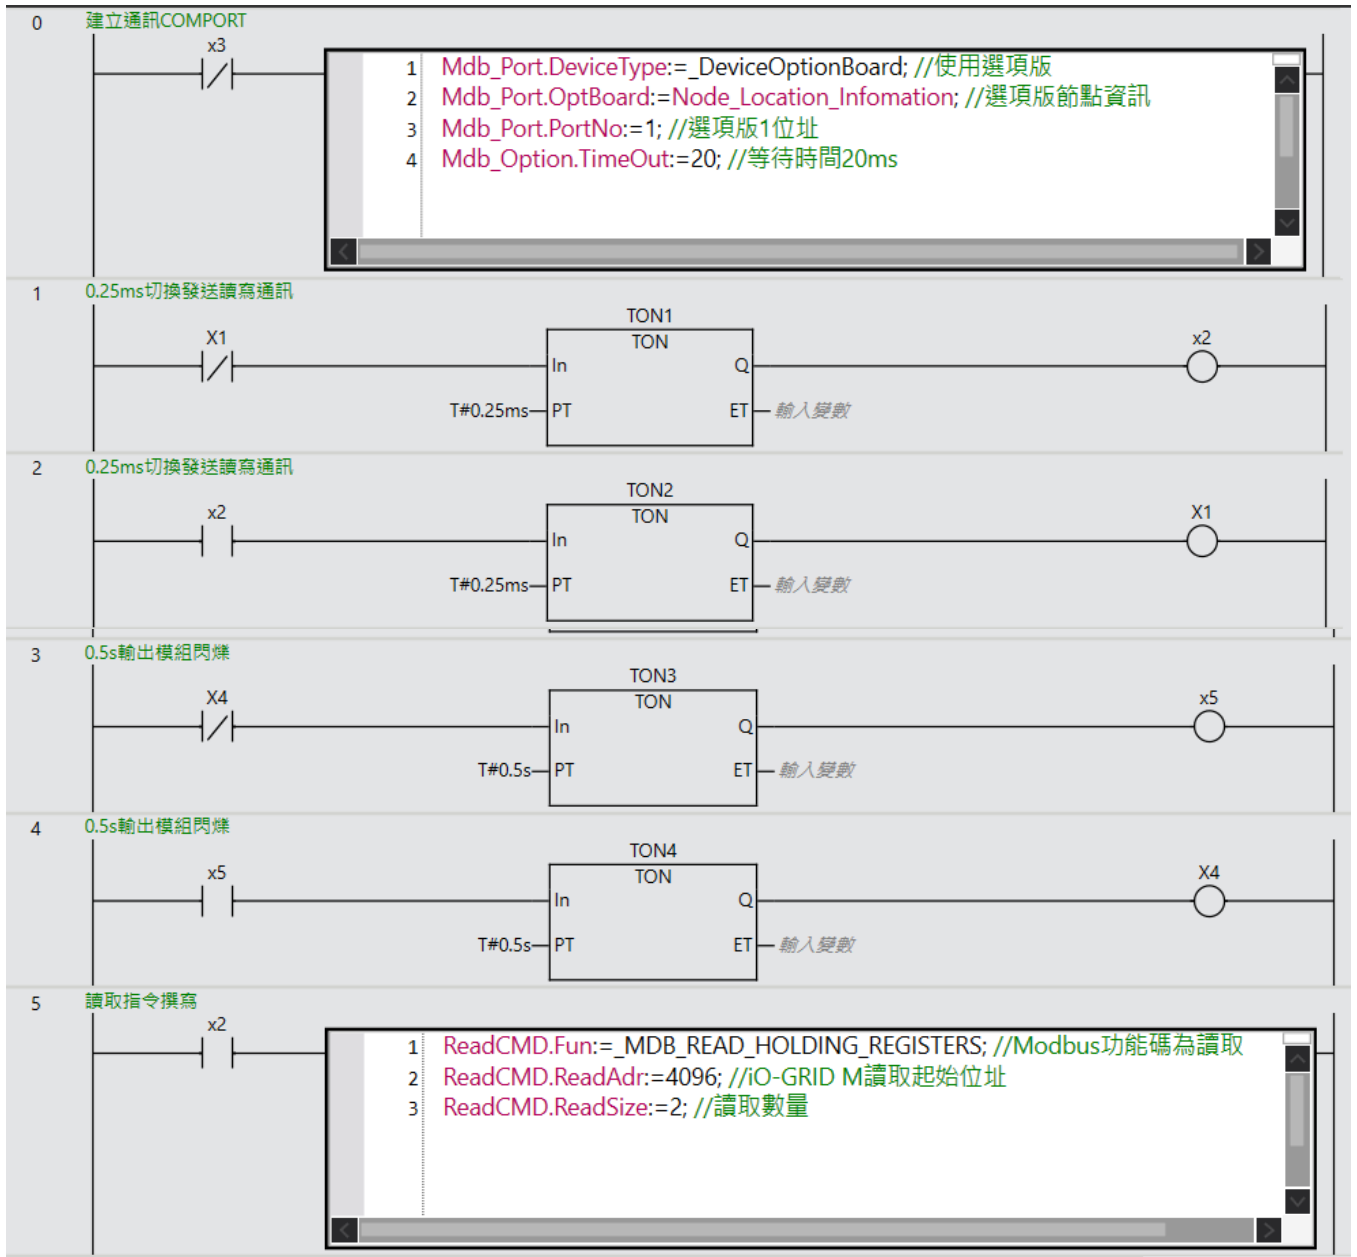 0 建立通訊COMPORT
x3
1 Mdb_Port.DeviceType:=_DeviceOptionBoard; //使用選項版
2 Mdb_Port.OptBoard:=Node_Location_Infomation; //選項版節點資訊
3 Mdb_Port.PortNo:=1; //選項版1位址
4 Mdb_Option.TimeOut:=20; //等待時間20ms
1 0.25ms切換發送讀寫通訊
TON1
X1 TON x2
In Q
T#0.25ms PT ET 輸入變數
2 0.25ms切換發送讀寫通訊
TON2
x2 TON X1
In Q
T#0.25ms PT ET 輸入變數
3 0.5s輸出模組閃爍
TON3
X4 TON x5
In Q
T#0.5s PT ET 輸入變數
4 0.5s輸出模組閃爍
TON4
x5 TON X4
In Q
T#0.5s PT ET 輸入變數
5 讀取指令撰寫
x2
1 ReadCMD.Fun:=_MDB_READ_HOLDING_REGISTERS; //Modbus功能碼為讀取
2 ReadCMD.ReadAdr:=4096; //iO-GRID M讀取起始位址
3 ReadCMD.ReadSize:=2; //讀取數量